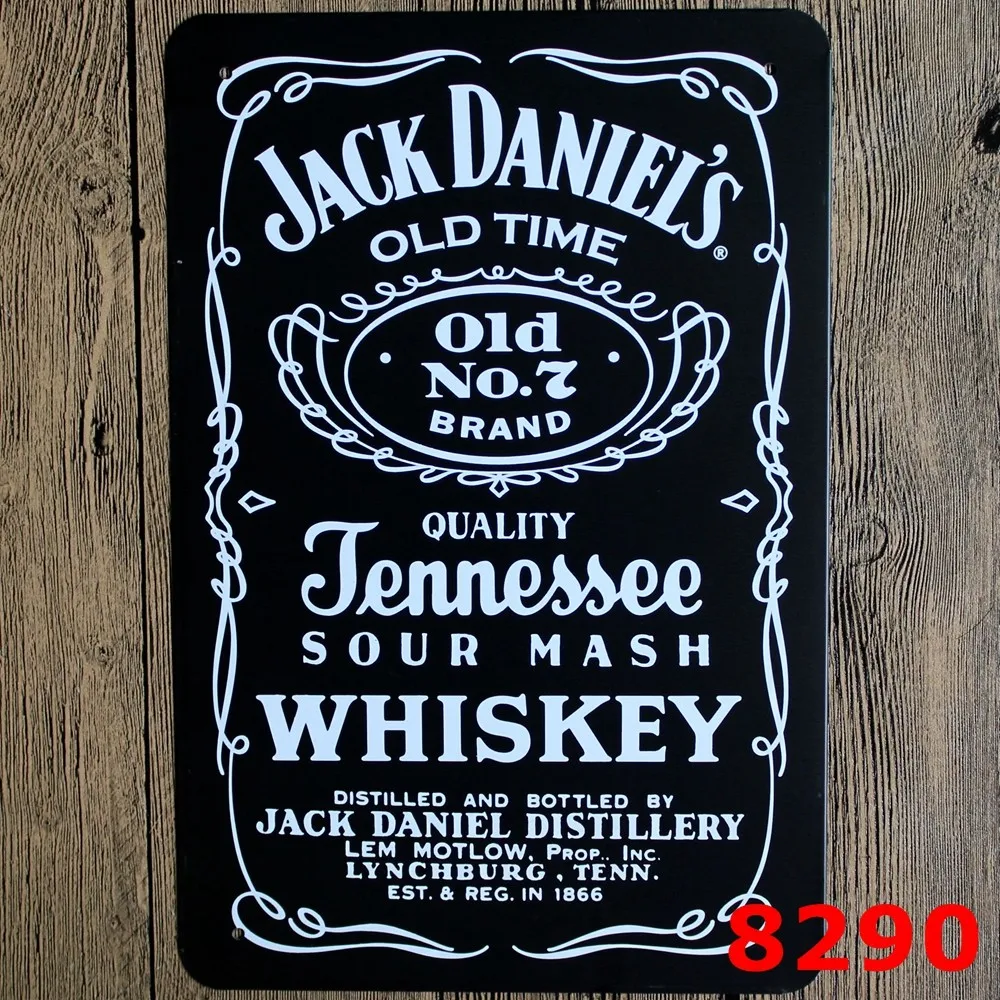 JACK DANIEL'S®
OLD TIME
Old
No.7
BRAND
QUALITY
Tennessee
SOUR MASH
WHISKEY
DISTILLED AND BOTTLED BY
JACK DANIEL DISTILLERY
LEM MOTLOW, PROP.. INC.
LYNCHBURG, TENN.
EST. & REG. IN 1866
8290